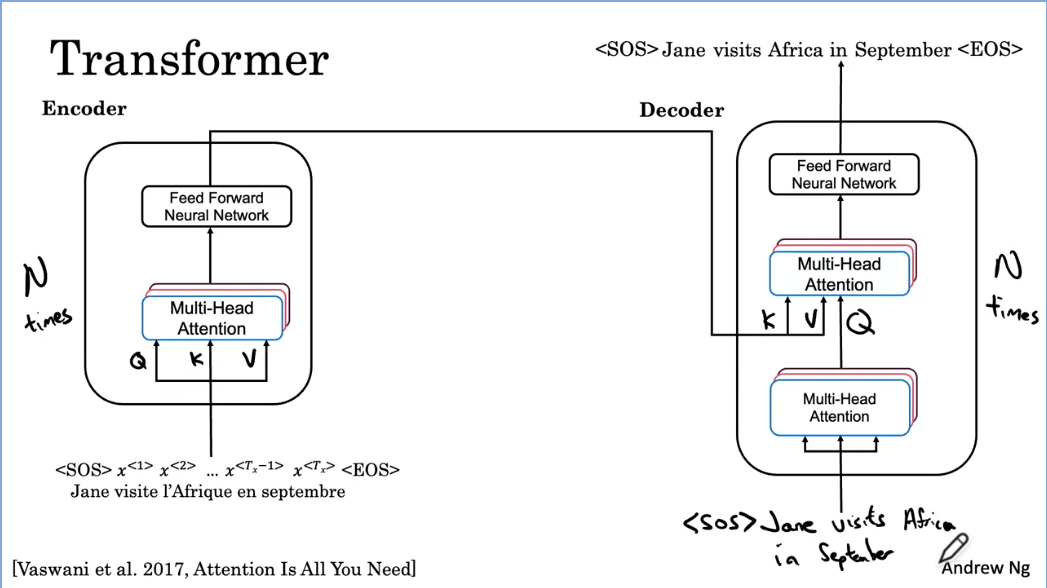 Transformer
<SOS> Jane visits Africa in September <EOS>
Encoder
Decoder
Feed Forward
Neural Network
Multi-Head
Attention
Q K V
N
times
<SOS> x<1> x<2> ... x<Tx−1> x<Tx> <EOS>
Jane visite l'Afrique en septembre
Feed Forward
Neural Network
Multi-Head
Attention
K V Q
Multi-Head
Attention
N
times
<SOS> Jane visits Africa
in September
[Vaswani et al. 2017, Attention Is All You Need]
Andrew Ng